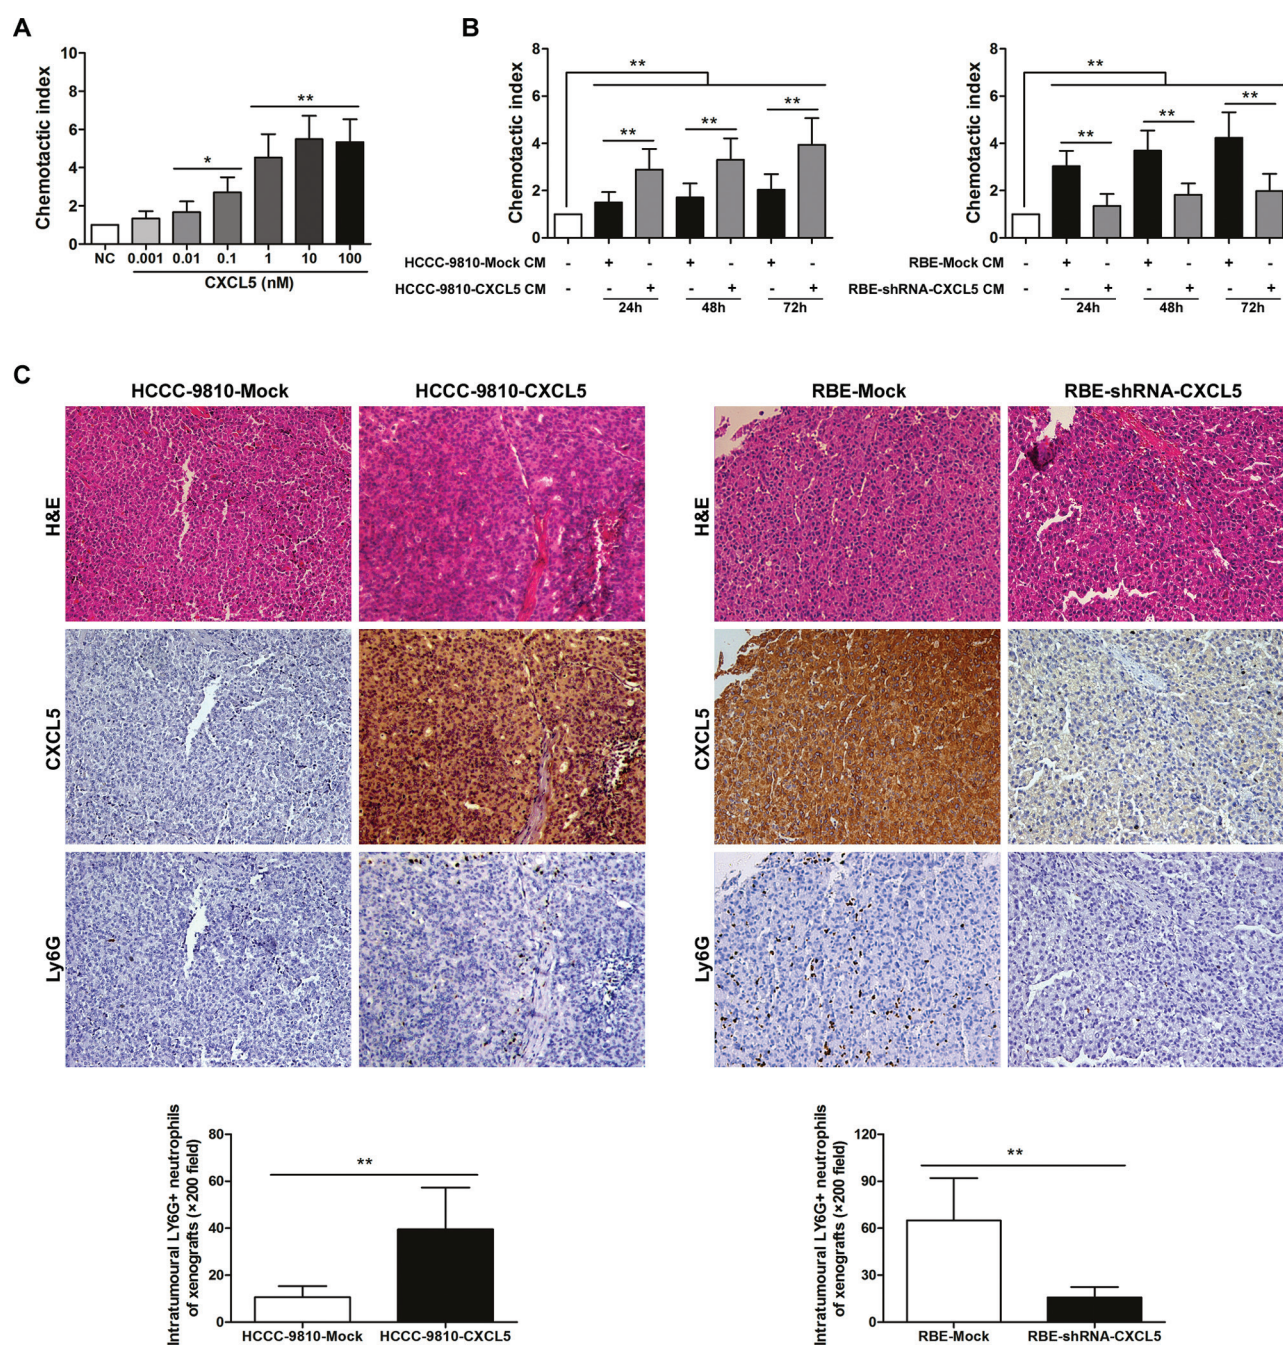 A
Chemotactic index
10
8
6
4
2
0
*
**
NC 0.001 0.01 0.1 1 10 100
CXCL5 (nM)
B
Chemotactic index
8
6
4
2
0
**
** ** **
HCCC-9810-Mock CM - + - + - + -
HCCC-9810-CXCL5 CM - - + - + - +
24h 48h 72h
Chemotactic index
8
6
4
2
0
**
** ** **
RBE-Mock CM - + - + - + -
RBE-shRNA-CXCL5 CM - - + - + - +
24h 48h 72h
C
HCCC-9810-Mock HCCC-9810-CXCL5 RBE-Mock RBE-shRNA-CXCL5
H&E H&E
CXCL5 CXCL5
Ly6G Ly6G
Intratumoural LY6G+ neutrophils
of xenografts (×200 field)
80
60
40
20
0
**
HCCC-9810-Mock HCCC-9810-CXCL5
Intratumoural LY6G+ neutrophils
of xenografts (×200 field)
120
90
60
30
0
**
RBE-Mock RBE-shRNA-CXCL5